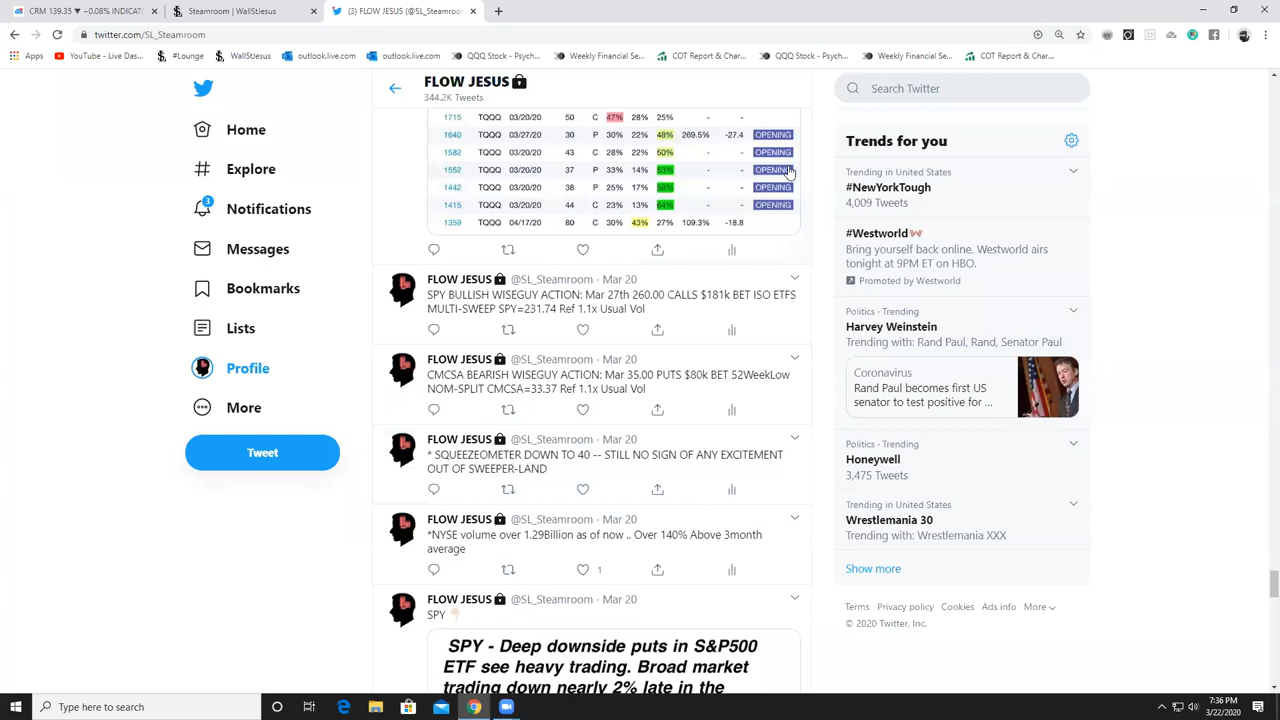 CRM 139.35 ▼ −0.08% INDICAT
Steamroom | WallStJesus
(3) FLOW JESUS (@SL_Steamroom
twitter.com/SL_Steamroom
Apps
YouTube - Live Das...
#Lounge
WallStJesus
outlook.live.com
outlook.live.com
QQQ Stock - Psych...
Weekly Financial Se...
COT Report & Char...
QQQ Stock - Psych...
Weekly Financial Se...
COT Report & Char...
Home
Explore
3
Notifications
Messages
Bookmarks
Lists
Profile
More
Tweet
FLOW JESUS
344.2K Tweets
1715 TQQQ 03/20/20 50 C 47% 28% 25% - -
1640 TQQQ 03/27/20 30 P 30% 22% 48% 269.5% -27.4 OPENING
1582 TQQQ 03/20/20 43 C 28% 22% 50% - - OPENING
1552 TQQQ 03/20/20 37 P 33% 14% 53% - - OPENING
1442 TQQQ 03/20/20 38 P 25% 17% 58% - - OPENING
1415 TQQQ 03/20/20 44 C 23% 13% 64% - - OPENING
1359 TQQQ 04/17/20 80 C 30% 43% 27% 109.3% -18.8
FLOW JESUS @SL_Steamroom · Mar 20
SPY BULLISH WISEGUY ACTION: Mar 27th 260.00 CALLS $181k BET ISO ETFS
MULTI-SWEEP SPY=231.74 Ref 1.1x Usual Vol
FLOW JESUS @SL_Steamroom · Mar 20
CMCSA BEARISH WISEGUY ACTION: Mar 35.00 PUTS $80k BET 52WeekLow
NOM-SPLIT CMCSA=33.37 Ref 1.1x Usual Vol
FLOW JESUS @SL_Steamroom · Mar 20
* SQUEEZEOMETER DOWN TO 40 -- STILL NO SIGN OF ANY EXCITEMENT
OUT OF SWEEPER-LAND
FLOW JESUS @SL_Steamroom · Mar 20
*NYSE volume over 1.29Billion as of now .. Over 140% Above 3month
average
1
FLOW JESUS @SL_Steamroom · Mar 20
SPY
SPY - Deep downside puts in S&P500
ETF see heavy trading. Broad market
trading down nearly 2% late in the
Search Twitter
Trends for you
Trending in United States
#NewYorkTough
4,009 Tweets
#Westworld
Bring yourself back online. Westworld airs
tonight at 9PM ET on HBO.
Promoted by Westworld
Politics · Trending
Harvey Weinstein
Trending with: Rand Paul, Rand, Senator Paul
Coronavirus
Rand Paul becomes first US
senator to test positive for ...
Politics · Trending
Honeywell
3,475 Tweets
Trending in United States
Wrestlemania 30
Trending with: Wrestlemania XXX
Show more
Terms Privacy policy Cookies Ads info More
© 2020 Twitter, Inc.
Type here to search
7:36 PM
3/22/2020